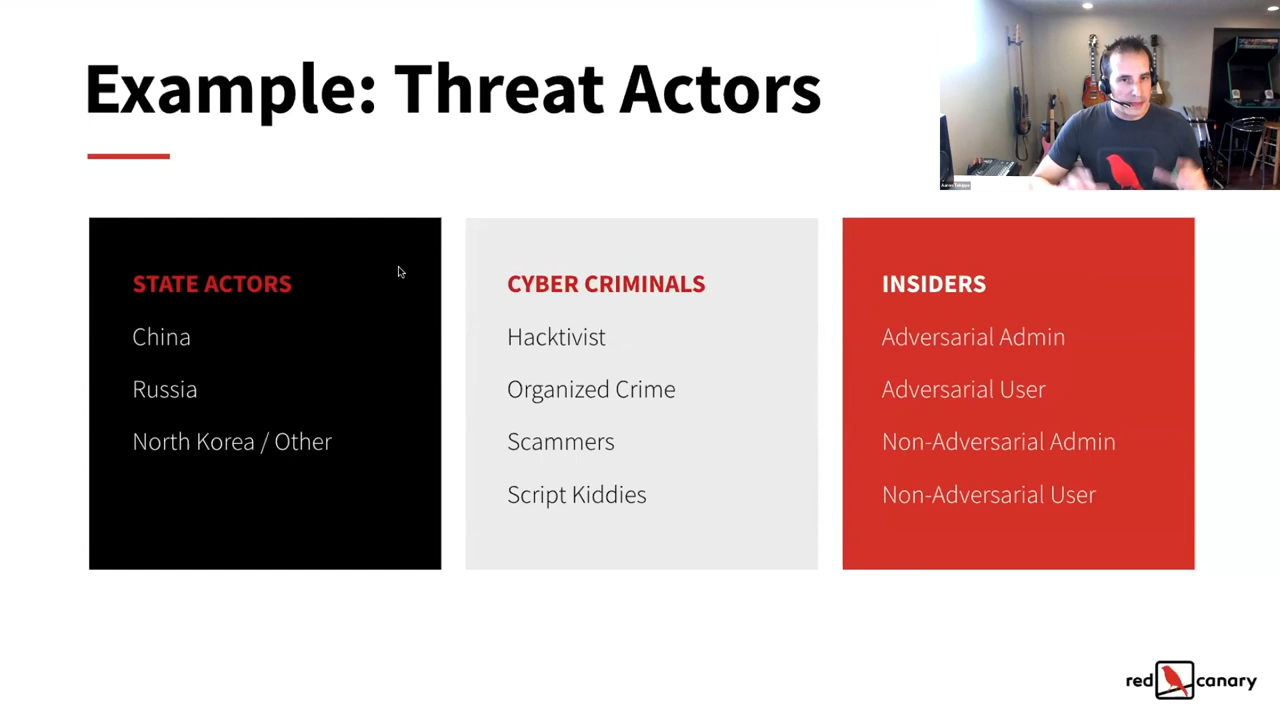 Example: Threat Actors
STATE ACTORS
China
Russia
North Korea / Other
CYBER CRIMINALS
Hacktivist
Organized Crime
Scammers
Script Kiddies
INSIDERS
Adversarial Admin
Adversarial User
Non-Adversarial Admin
Non-Adversarial User
red canary